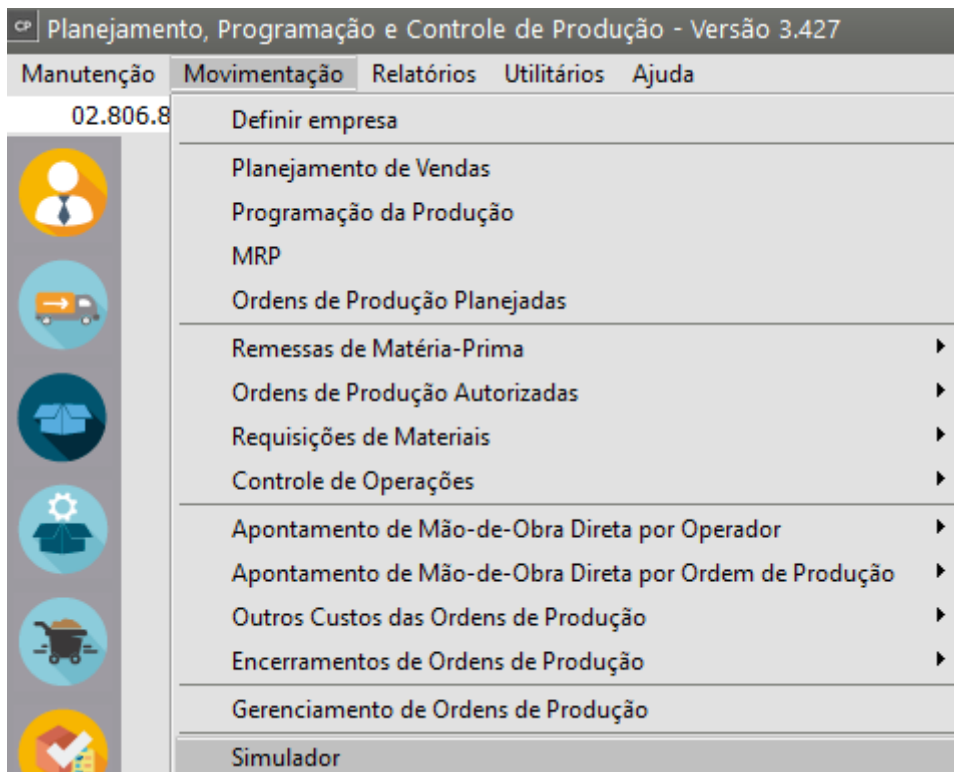 CP Planejamento, Programação e Controle de Produção - Versão 3.427
Manutenção Movimentação Relatórios Utilitários Ajuda
02.806.8
Definir empresa
Planejamento de Vendas
Programação da Produção
MRP
Ordens de Produção Planejadas
Remessas de Matéria-Prima
Ordens de Produção Autorizadas
Requisições de Materiais
Controle de Operações
Apontamento de Mão-de-Obra Direta por Operador
Apontamento de Mão-de-Obra Direta por Ordem de Produção
Outros Custos das Ordens de Produção
Encerramentos de Ordens de Produção
Gerenciamento de Ordens de Produção
Simulador